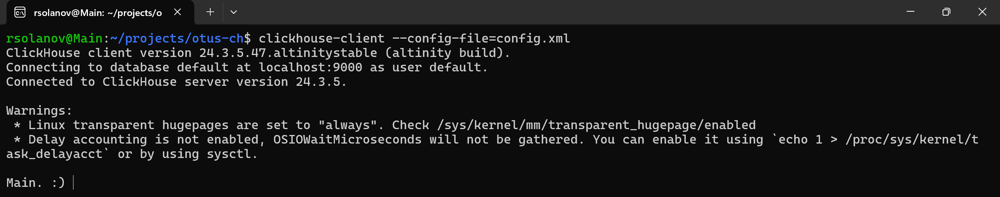 rsolanov@Main: ~/projects/o
rsolanov@Main:~/projects/otus-ch$ clickhouse-client --config-file=config.xml
ClickHouse client version 24.3.5.47.altinitystable (altinity build).
Connecting to database default at localhost:9000 as user default.
Connected to ClickHouse server version 24.3.5.
Warnings:
* Linux transparent hugepages are set to "always". Check /sys/kernel/mm/transparent_hugepage/enabled
* Delay accounting is not enabled, OSIOWaitMicroseconds will not be gathered. You can enable it using `echo 1 > /proc/sys/kernel/t
ask_delayacct` or by using sysctl.
Main. :)